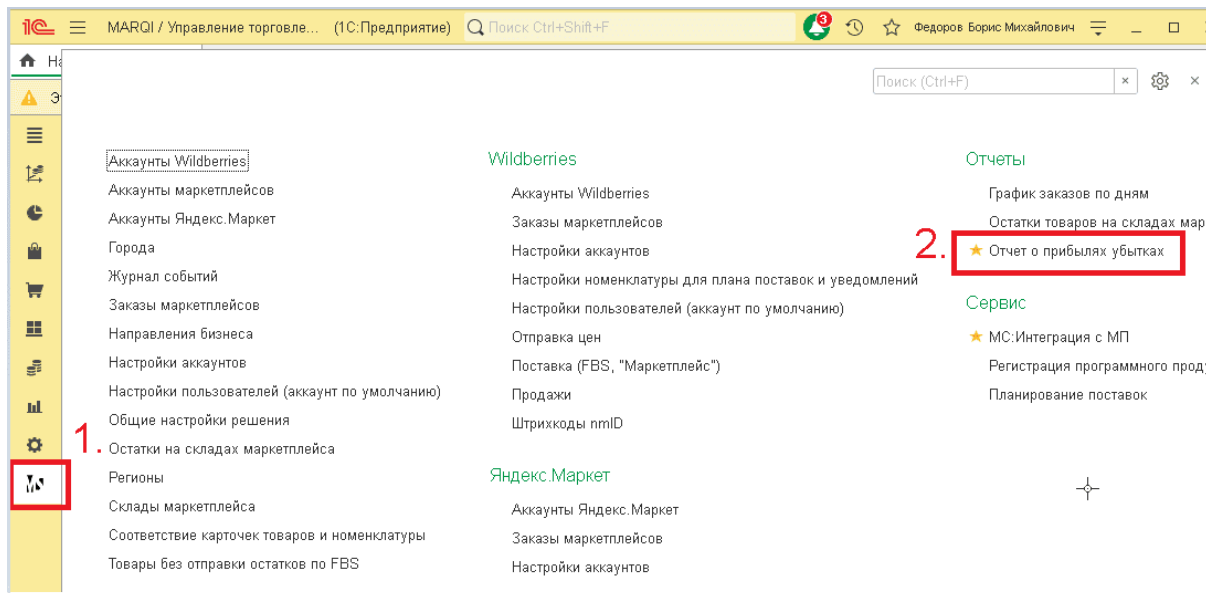 1С MARQI / Управление торговле... (1С:Предприятие) Поиск Ctrl+Shift+F 3 Федоров Борис Михайлович
Поиск (Ctrl+F)
Аккаунты Wildberries
Аккаунты маркетплейсов
Аккаунты Яндекс.Маркет
Города
Журнал событий
Заказы маркетплейсов
Направления бизнеса
Настройки аккаунтов
Настройки пользователей (аккаунт по умолчанию)
Общие настройки решения
1. Остатки на складах маркетплейса
Регионы
Склады маркетплейса
Соответствие карточек товаров и номенклатуры
Товары без отправки остатков по FBS
Wildberries
Аккаунты Wildberries
Заказы маркетплейсов
Настройки аккаунтов
Настройки номенклатуры для плана поставок и уведомлений
Настройки пользователей (аккаунт по умолчанию)
Отправка цен
Поставка (FBS, "Маркетплейс")
Продажи
Штрихкоды nmID
Яндекс.Маркет
Аккаунты Яндекс.Маркет
Заказы маркетплейсов
Настройки аккаунтов
Отчеты
График заказов по дням
Остатки товаров на складах мар
2. Отчет о прибылях убытках
Сервис
МС:Интеграция с МП
Регистрация программного прод
Планирование поставок